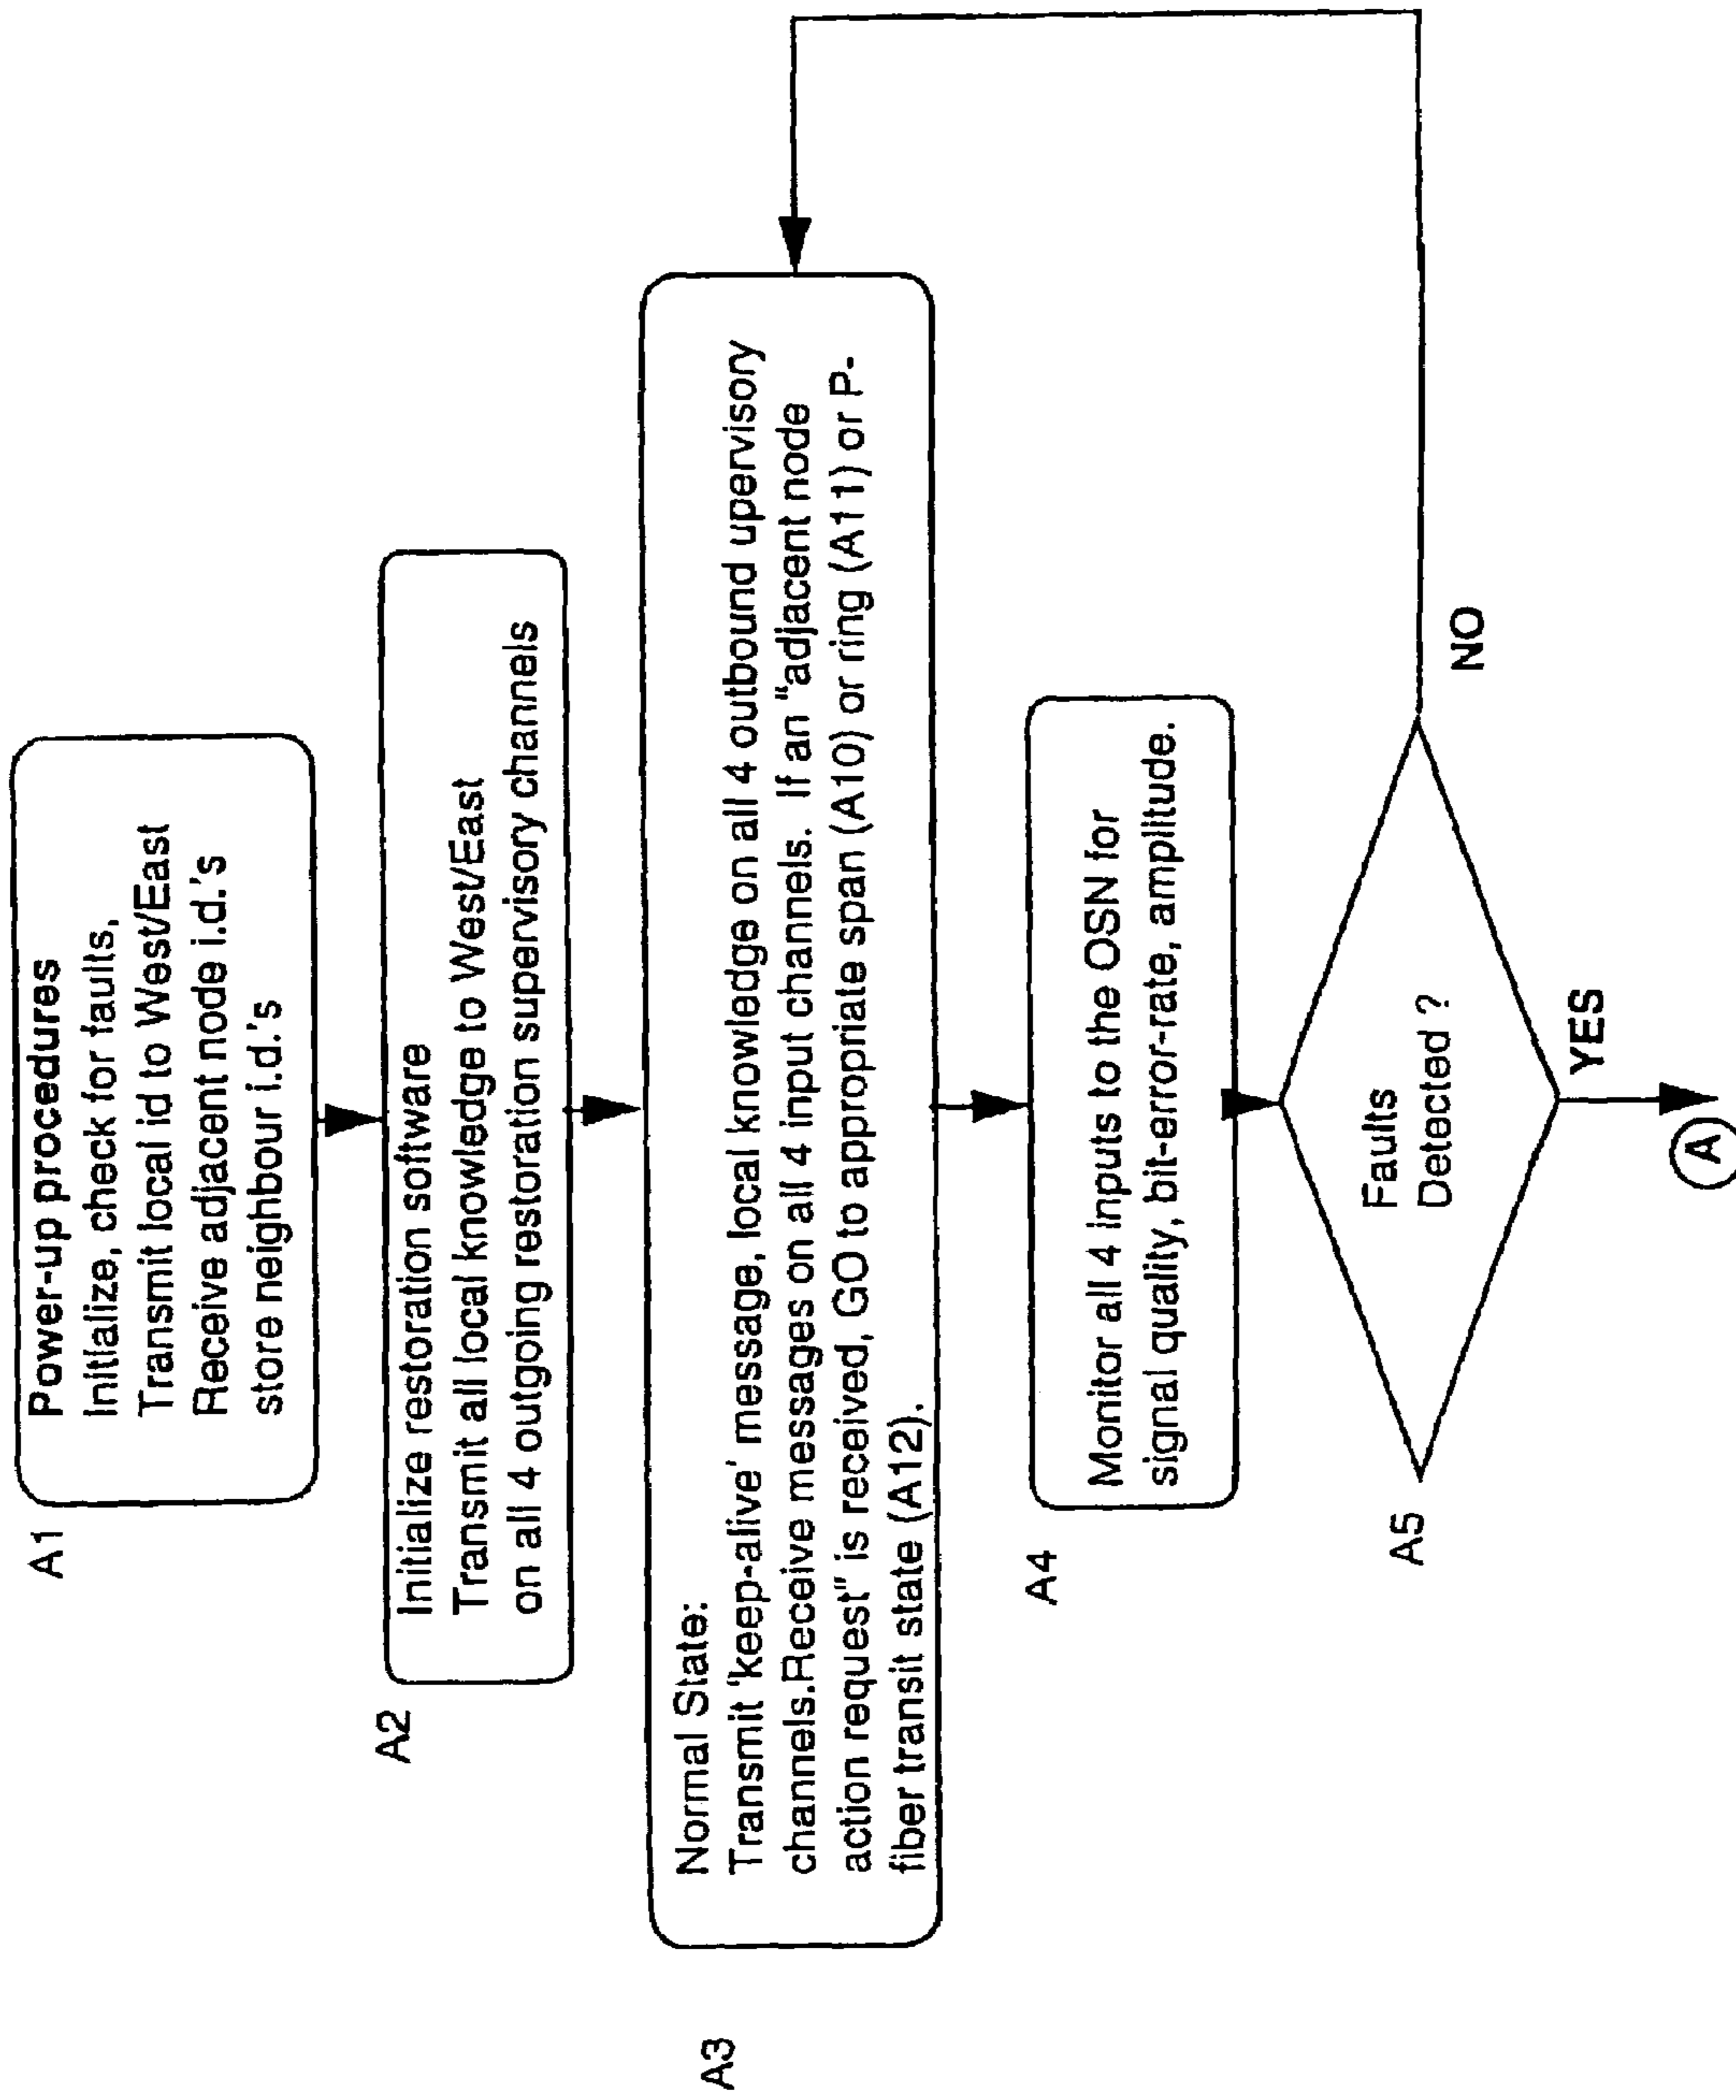 A1
Power-up procedures
Initialize, check for faults,
Transmit local id to West/East
Receive adjacent node i.d.'s
store neighbour i.d.'s
A2
Initialize restoration software
Transmit all local knowledge to West/East
on all 4 outgoing restoration supervisory channels
A3
Normal State:
Transmit 'keep-alive' message, local knowledge on all 4 outbound upervisory
channels.Receive messages on all 4 input channels. If an "adjacent node
action request" is received, GO to appropriate span (A10) or ring (A11) or P-
fiber transit state (A12).
A4
Monitor all 4 inputs to the OSN for
signal quality, bit-error-rate, amplitude.
A5
Faults
Detected ?
NO
YES
A